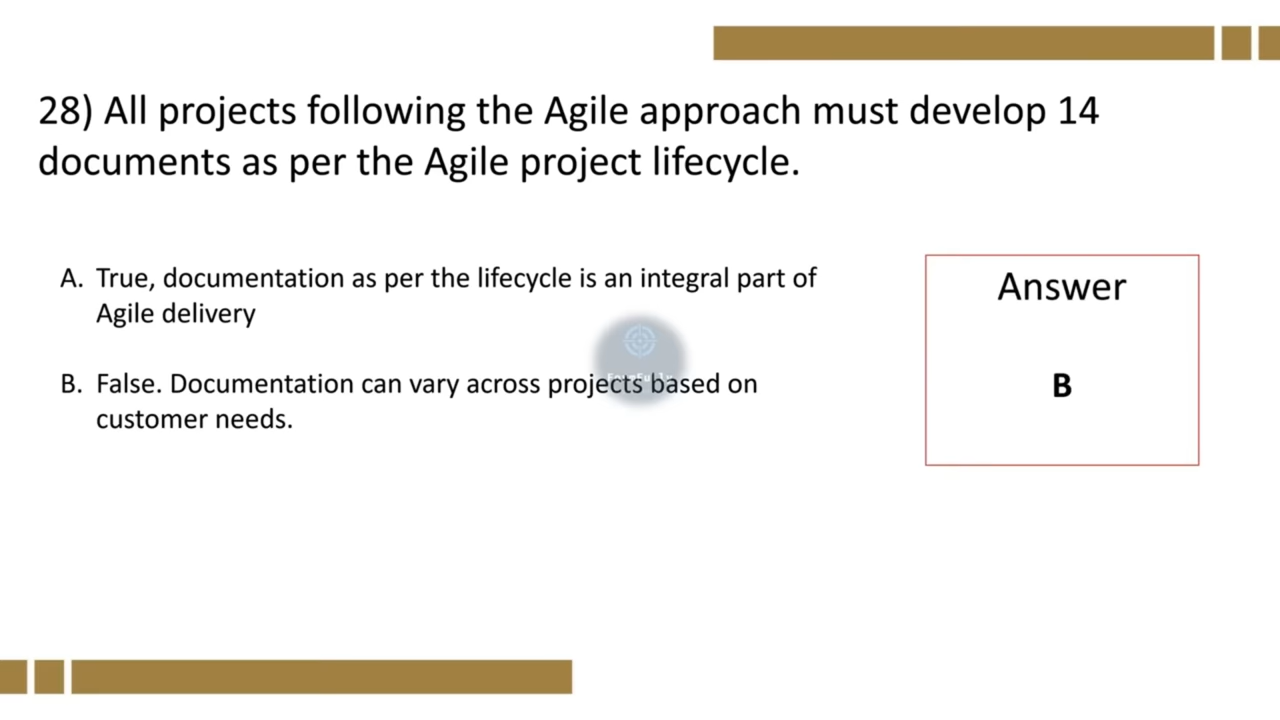 28) All projects following the Agile approach must develop 14
documents as per the Agile project lifecycle.
A. True, documentation as per the lifecycle is an integral part of
Agile delivery
B. False. Documentation can vary across projects based on
customer needs.
Answer
B